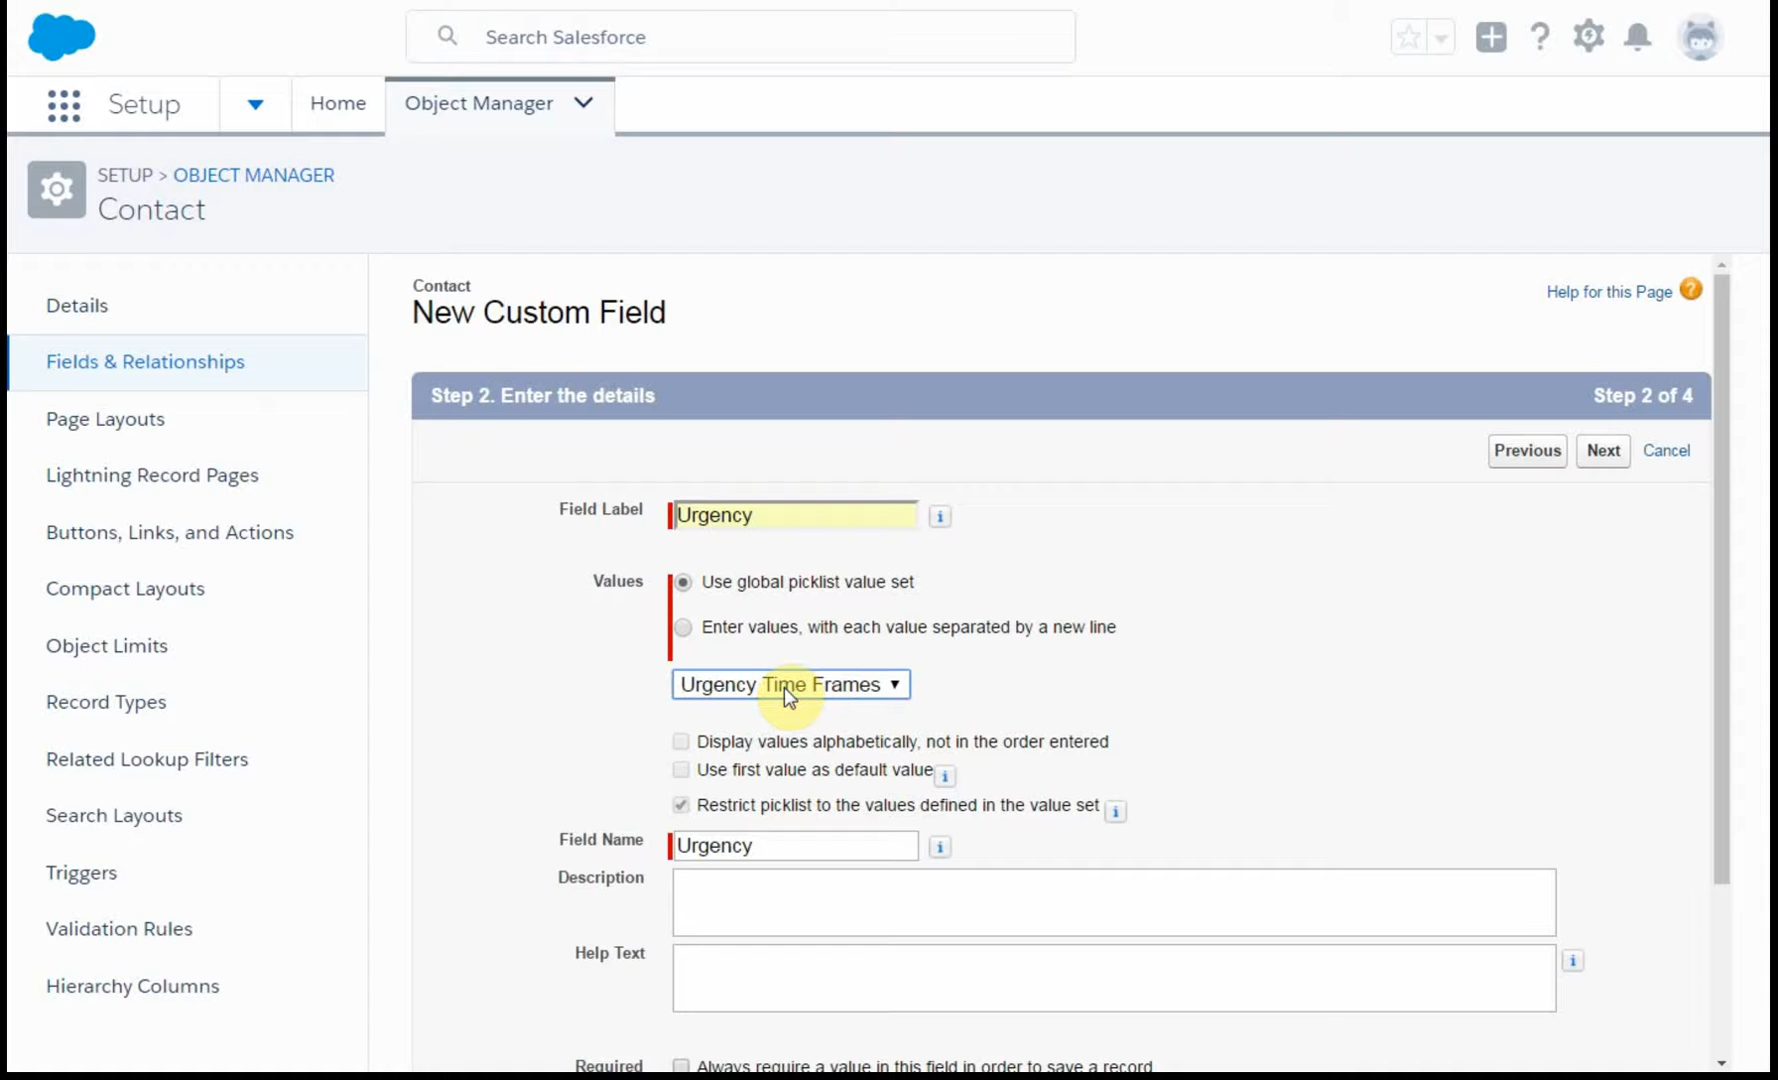 Search Salesforce
Setup
Home
Object Manager
SETUP > OBJECT MANAGER
Contact
Details
Fields & Relationships
Page Layouts
Lightning Record Pages
Buttons, Links, and Actions
Compact Layouts
Object Limits
Record Types
Related Lookup Filters
Search Layouts
Triggers
Validation Rules
Hierarchy Columns
Contact
New Custom Field
Help for this Page
Step 2. Enter the details
Step 2 of 4
Previous
Next
Cancel
Field Label
Urgency
Values
Use global picklist value set
Enter values, with each value separated by a new line
Urgency Time Frames
Display values alphabetically, not in the order entered
Use first value as default value
Restrict picklist to the values defined in the value set
Field Name
Urgency
Description
Help Text
Required
Always require a value in this field in order to save a record